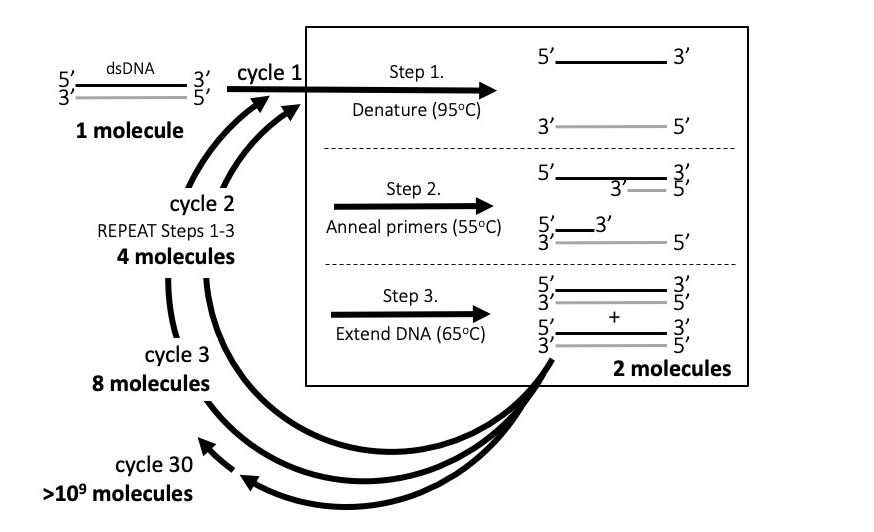 dsDNA
5′ 3′
3′ 5′
1 molecule
cycle 1
Step 1.
Denature (95°C)
5′ 3′
3′ 5′
Step 2.
Anneal primers (55°C)
5′ 3′
3′ 5′
5′ 3′
3′ 5′
Step 3.
Extend DNA (65°C)
5′ 3′
3′ 5′
+
5′ 3′
3′ 5′
2 molecules
cycle 2
REPEAT Steps 1-3
4 molecules
cycle 3
8 molecules
cycle 30
>10⁹ molecules